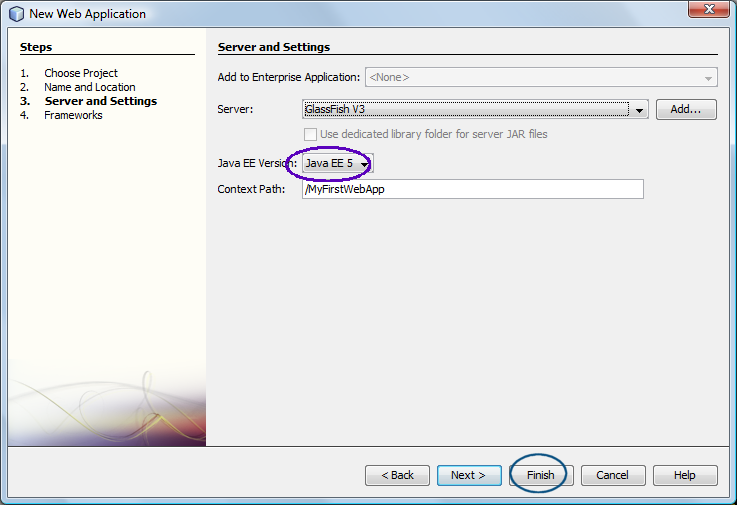 New Web Application
Steps
1. Choose Project
2. Name and Location
3. Server and Settings
4. Frameworks
Server and Settings
Add to Enterprise Application: <None>
Server: GlassFish V3 Add...
Use dedicated library folder for server JAR files
Java EE Version: Java EE 5
Context Path: /MyFirstWebApp
< Back Next > Finish Cancel Help